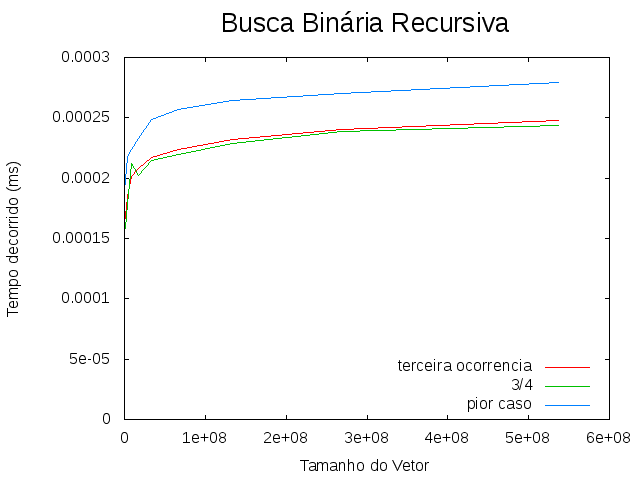 Busca Binária Recursiva
Tempo decorrido (ms)
0.0003
0.00025
0.0002
0.00015
0.0001
5e-05
0
terceira ocorrencia
3/4
pior caso
0 1e+08 2e+08 3e+08 4e+08 5e+08 6e+08
Tamanho do Vetor